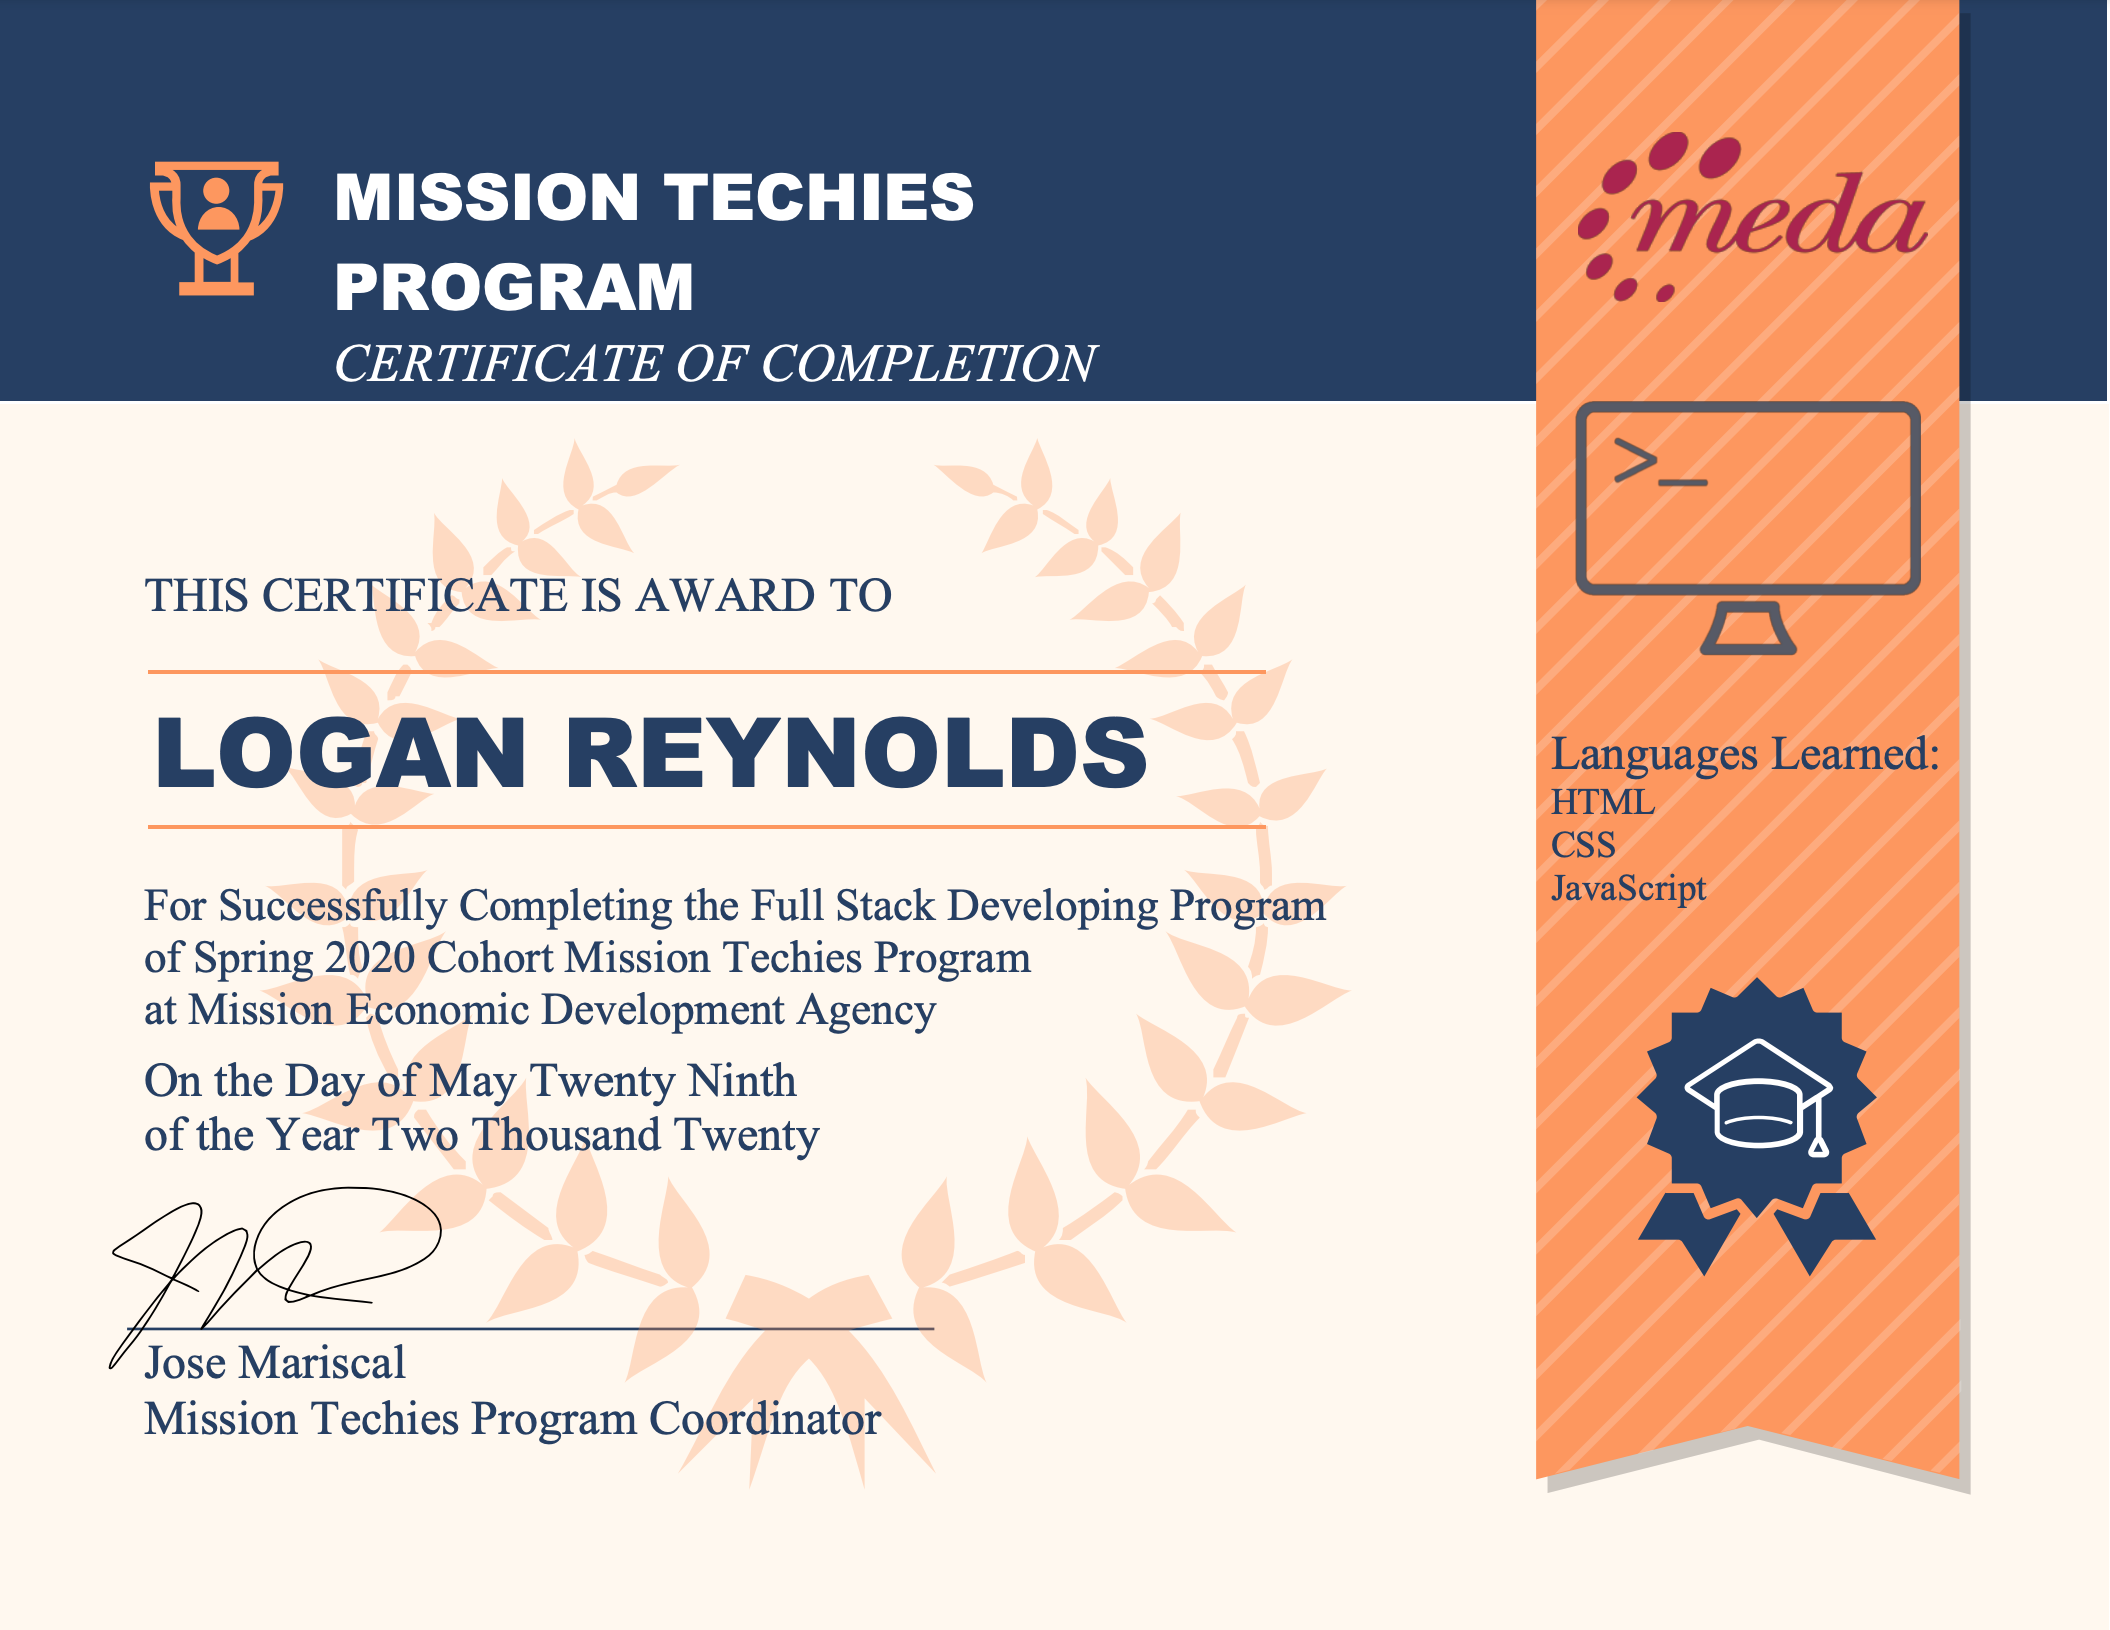 MISSION TECHIES
PROGRAM
CERTIFICATE OF COMPLETION
meda
>_
THIS CERTIFICATE IS AWARD TO
LOGAN REYNOLDS
For Successfully Completing the Full Stack Developing Program
of Spring 2020 Cohort Mission Techies Program
at Mission Economic Development Agency
On the Day of May Twenty Ninth
of the Year Two Thousand Twenty
Jose Mariscal
Mission Techies Program Coordinator
Languages Learned:
HTML
CSS
JavaScript